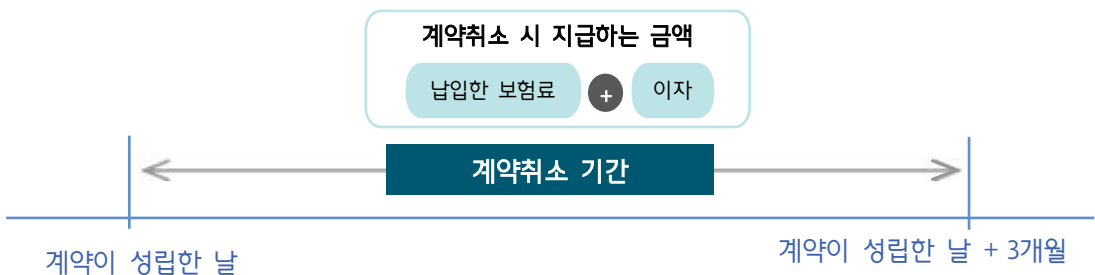 계약취소 시 지급하는 금액
납입한 보험료 + 이자
계약취소 기간
계약이 성립한 날
계약이 성립한 날 + 3개월